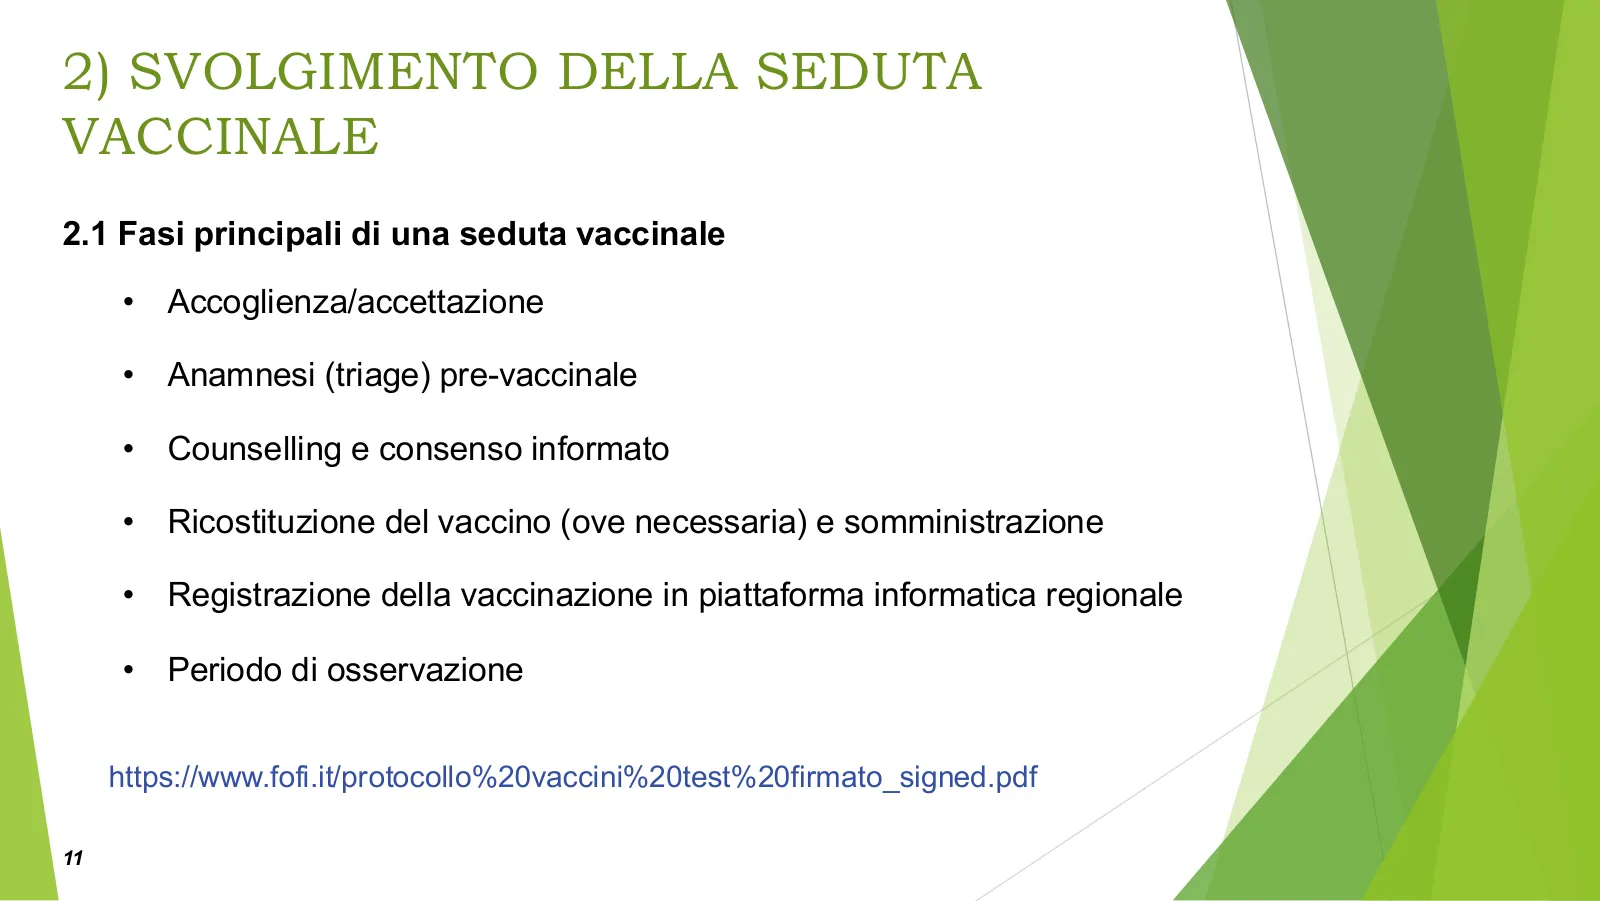 2) SVOLGIMENTO DELLA SEDUTA
VACCINALE
2.1 Fasi principali di una seduta vaccinale
• Accoglienza/accettazione
• Anamnesi (triage) pre-vaccinale
• Counselling e consenso informato
• Ricostituzione del vaccino (ove necessaria) e somministrazione
• Registrazione della vaccinazione in piattaforma informatica regionale
• Periodo di osservazione
https://www.fofi.it/protocollo%20vaccini%20test%20firmato_signed.pdf
11